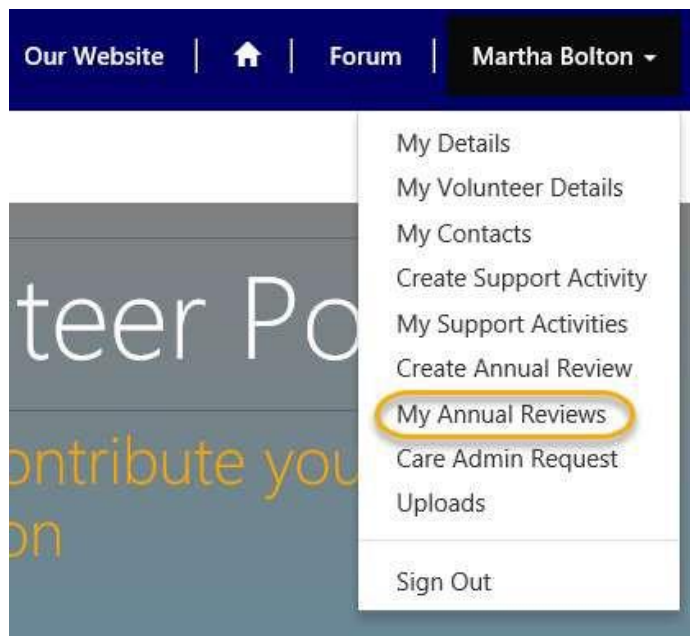 Our Website | | Forum | Martha Bolton
My Details
My Volunteer Details
My Contacts
Create Support Activity
My Support Activities
Create Annual Review
My Annual Reviews
Care Admin Request
Uploads
Sign Out
teer Po
ontribute you
on